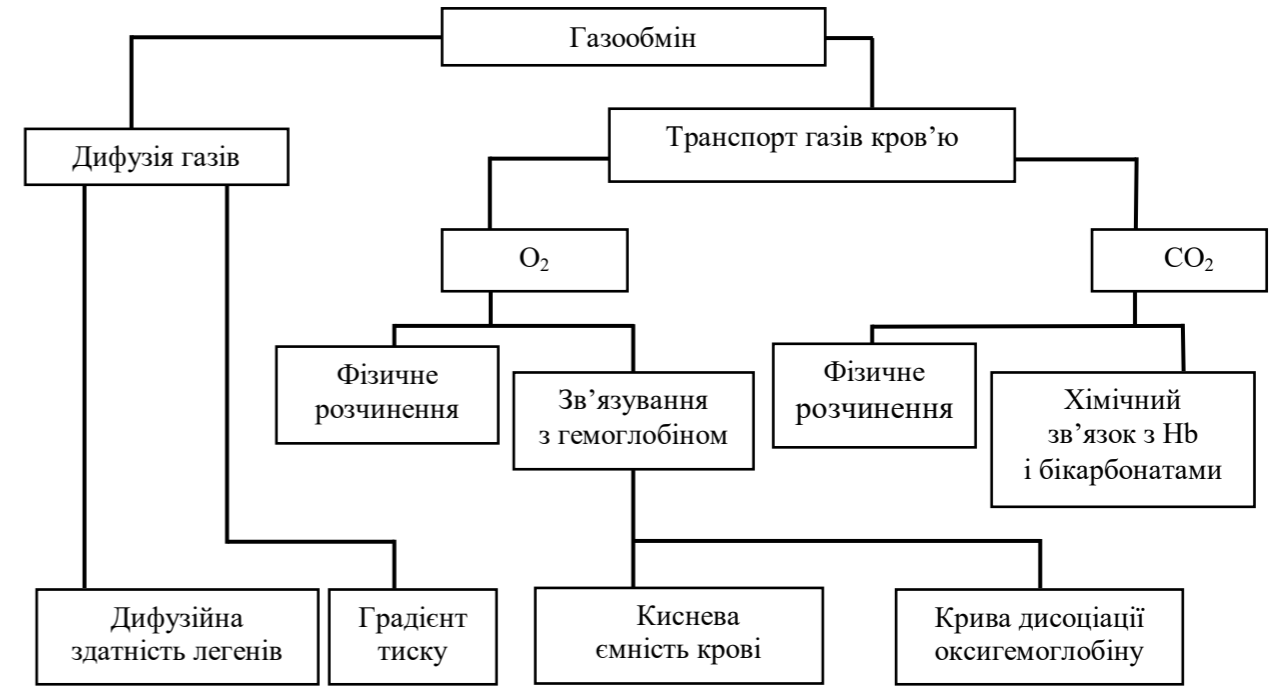 Газообмін
Транспорт газів кров’ю
Дифузія газів
O₂
CO₂
Фізичне
розчинення
Зв’язування
з гемоглобіном
Фізичне
розчинення
Хімічний
зв’язок з Hb
і бікарбонатами
Дифузійна
здатність легенів
Градієнт
тиску
Киснева
ємність крові
Крива дисоціації
оксигемоглобіну